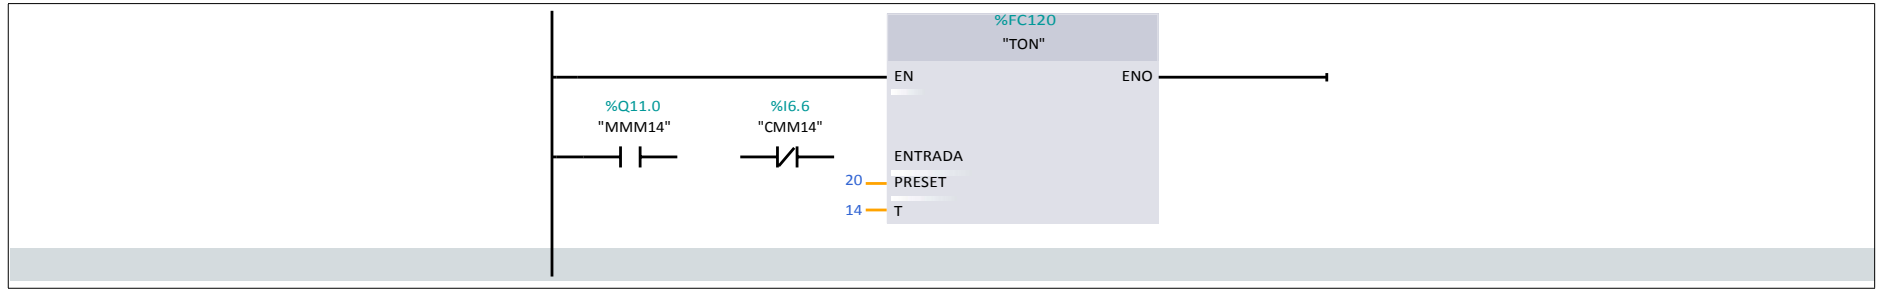 %FC120
"TON"
EN ENO
%Q11.0 %I6.6
"MMM14" "CMM14"
ENTRADA
20 PRESET
14 T